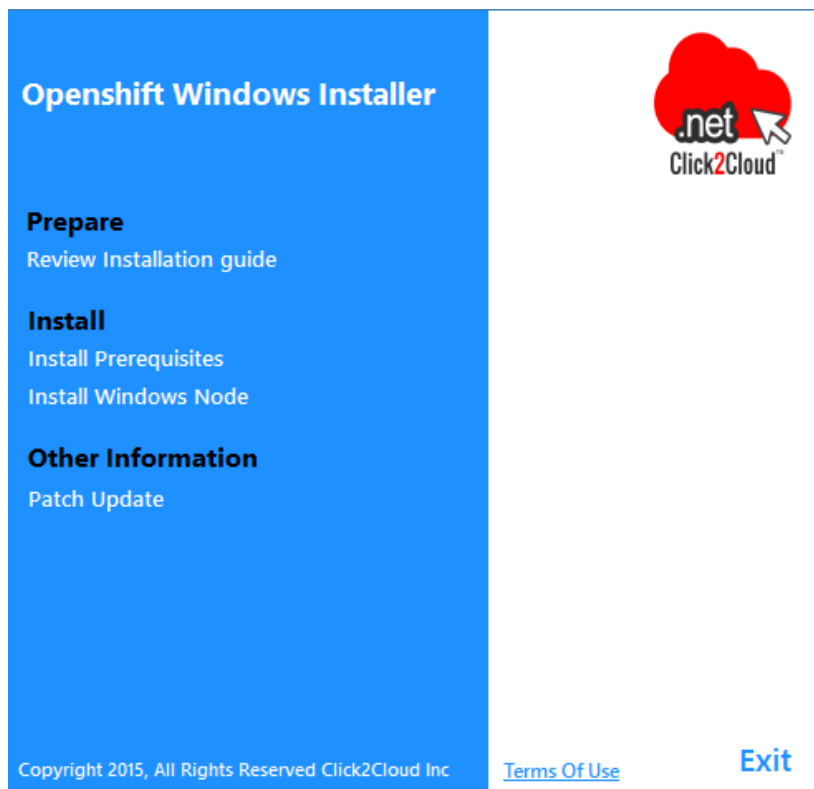 Openshift Windows Installer
.net
Click2Cloud™
Prepare
Review Installation guide
Install
Install Prerequisites
Install Windows Node
Other Information
Patch Update
Copyright 2015, All Rights Reserved Click2Cloud Inc
Terms Of Use
Exit